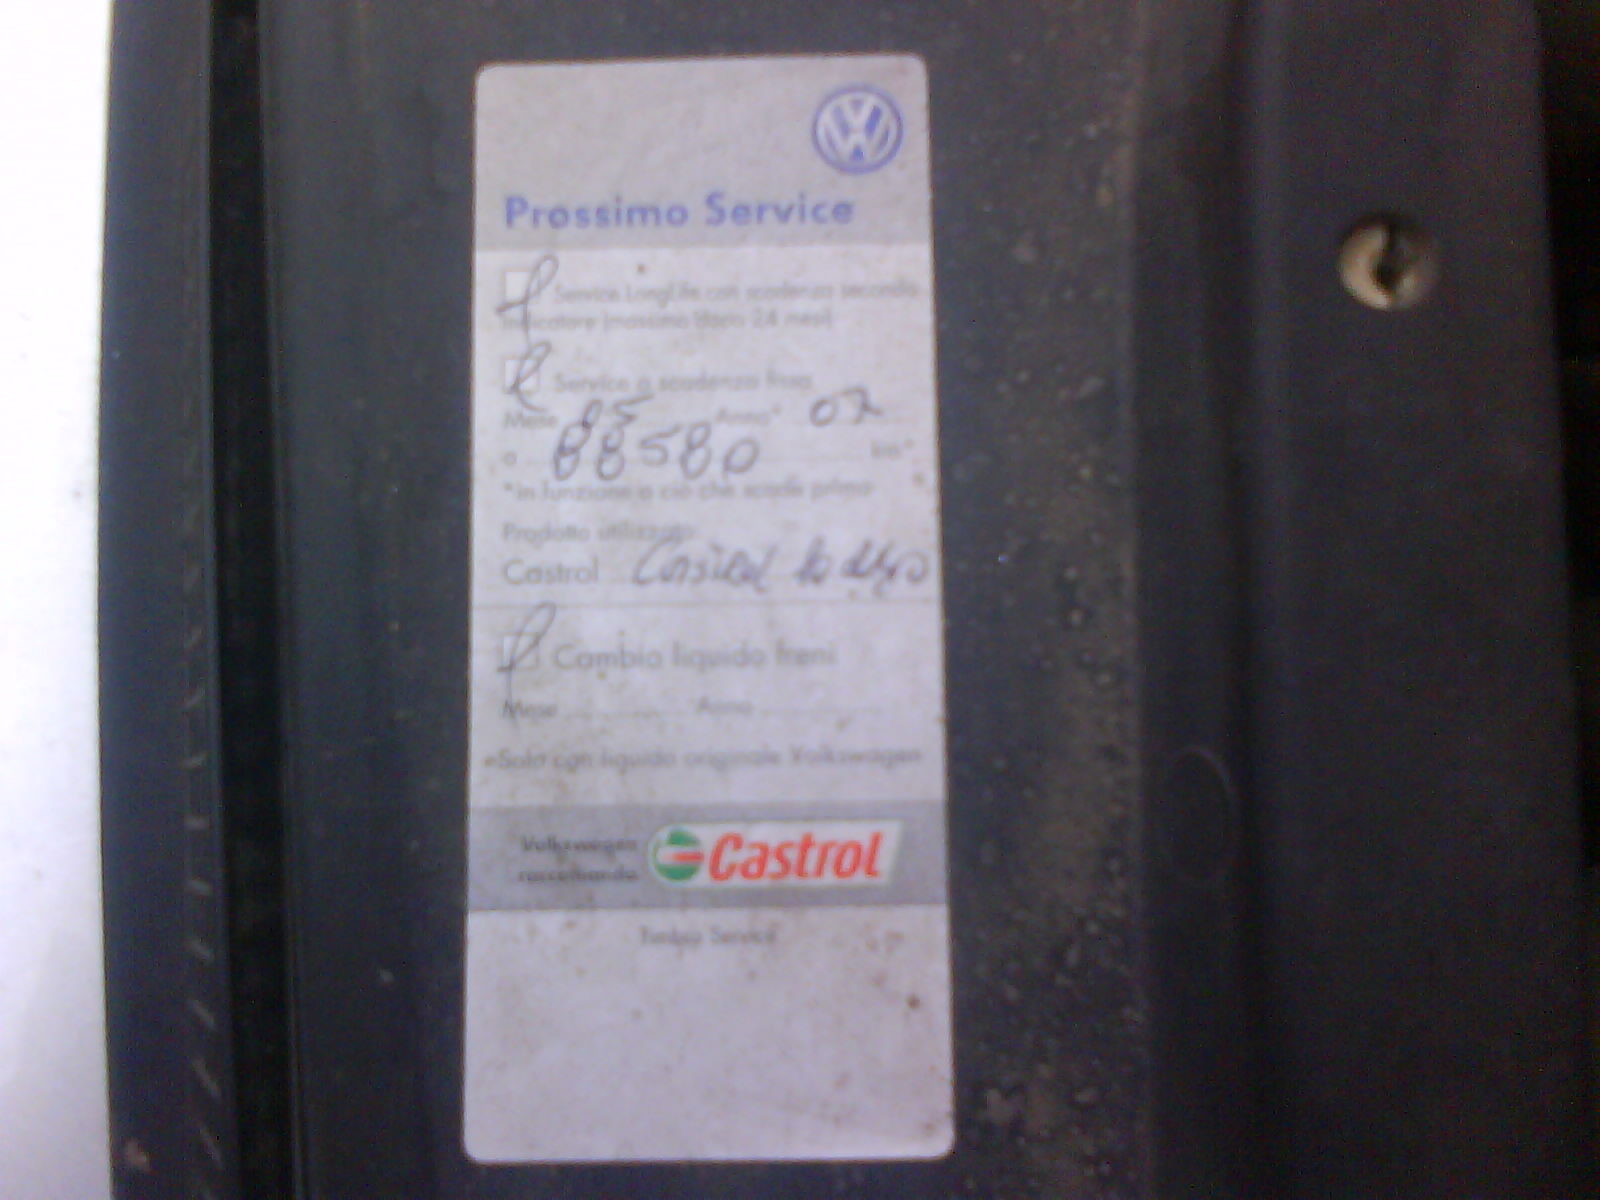 Prossimo Service
Service LongLife con scadenza secondo
indicatore (massimo dopo 24 mesi)
Service a scadenza fissa
Mese 05 Anno* 07
o 88580 km*
*in funzione a ciò che scade prima
Prodotto utilizzato
Castrol
Cambio liquido freni
Mese Anno
Solo con liquido originale Volkswagen
Volkswagen
raccomanda
Castrol
Timbro Service